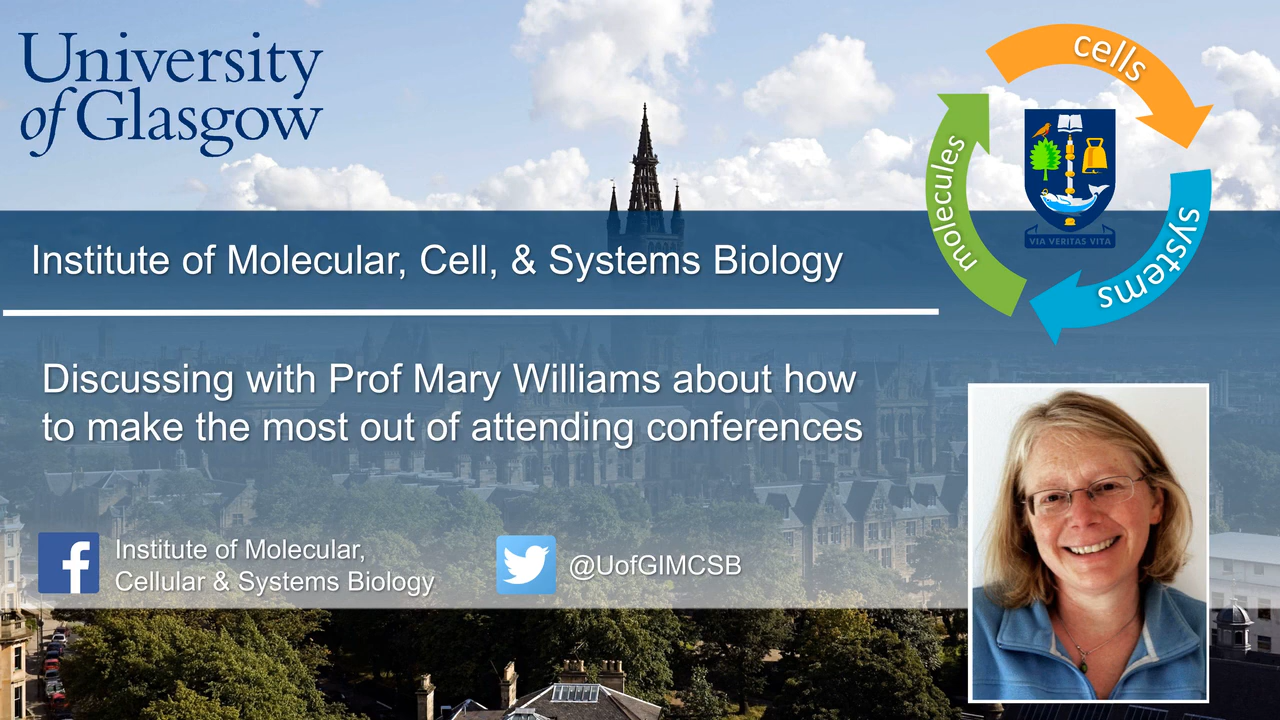 University
of Glasgow
cells
molecules
systems
VIA VERITAS VITA
Institute of Molecular, Cell, & Systems Biology
Discussing with Prof Mary Williams about how
to make the most out of attending conferences
Institute of Molecular,
Cellular & Systems Biology
@UofGIMCSB